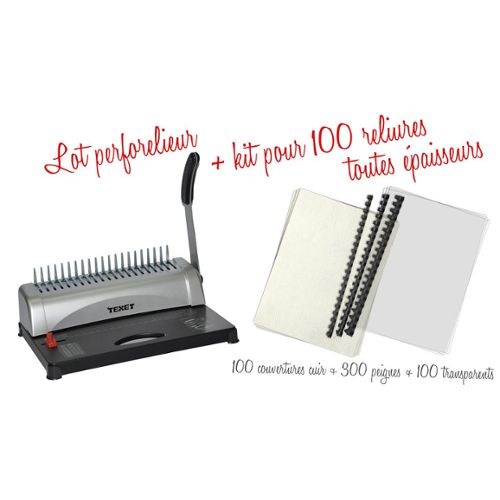 Lot perforelieur + kit pour 100 reliures
toutes épaisseurs
TEXET
100 couvertures cuir + 300 peignes + 100 transparents